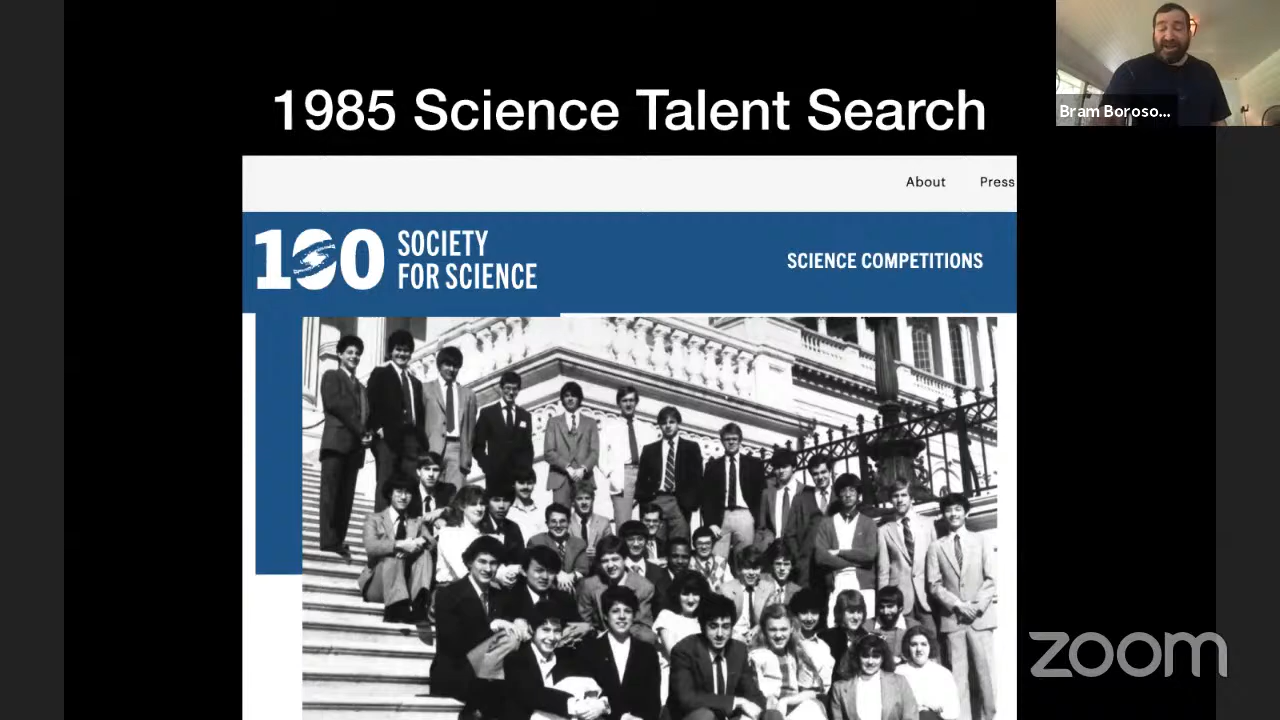 1985 Science Talent Search
Bram Boroso...
About Press
100 SOCIETY
FOR SCIENCE
SCIENCE COMPETITIONS
zoom